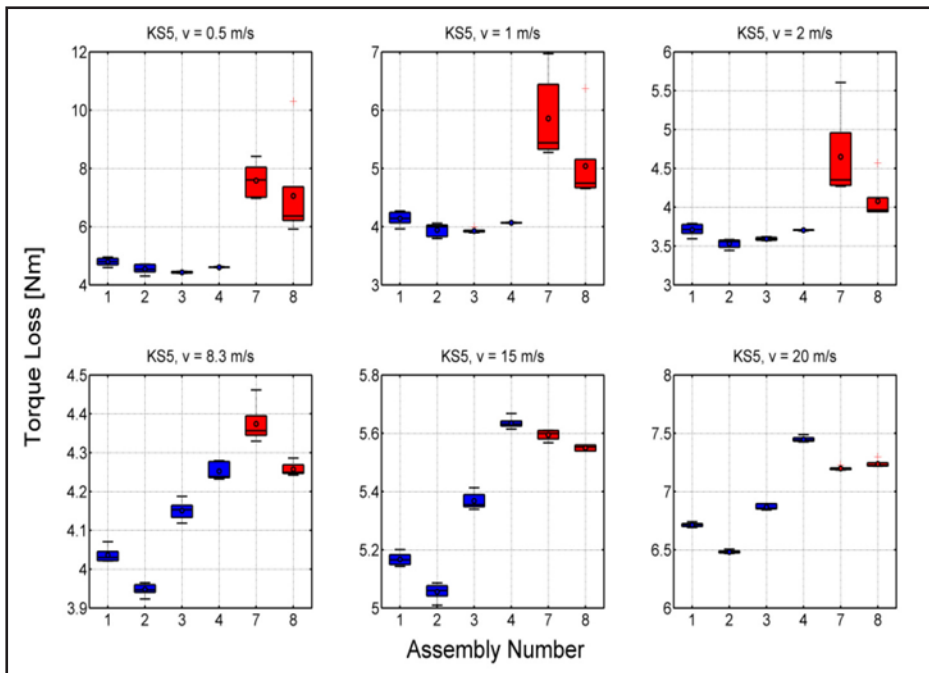 Torque Loss [Nm]
KS5, v = 0.5 m/s
12
10
8
6
4
1 2 3 4 7 8
KS5, v = 1 m/s
7
6
5
4
3
1 2 3 4 7 8
KS5, v = 2 m/s
6
5.5
5
4.5
4
3.5
3
1 2 3 4 7 8
KS5, v = 8.3 m/s
4.5
4.4
4.3
4.2
4.1
4
3.9
1 2 3 4 7 8
KS5, v = 15 m/s
5.8
5.6
5.4
5.2
5
1 2 3 4 7 8
KS5, v = 20 m/s
8
7.5
7
6.5
6
1 2 3 4 7 8
Assembly Number